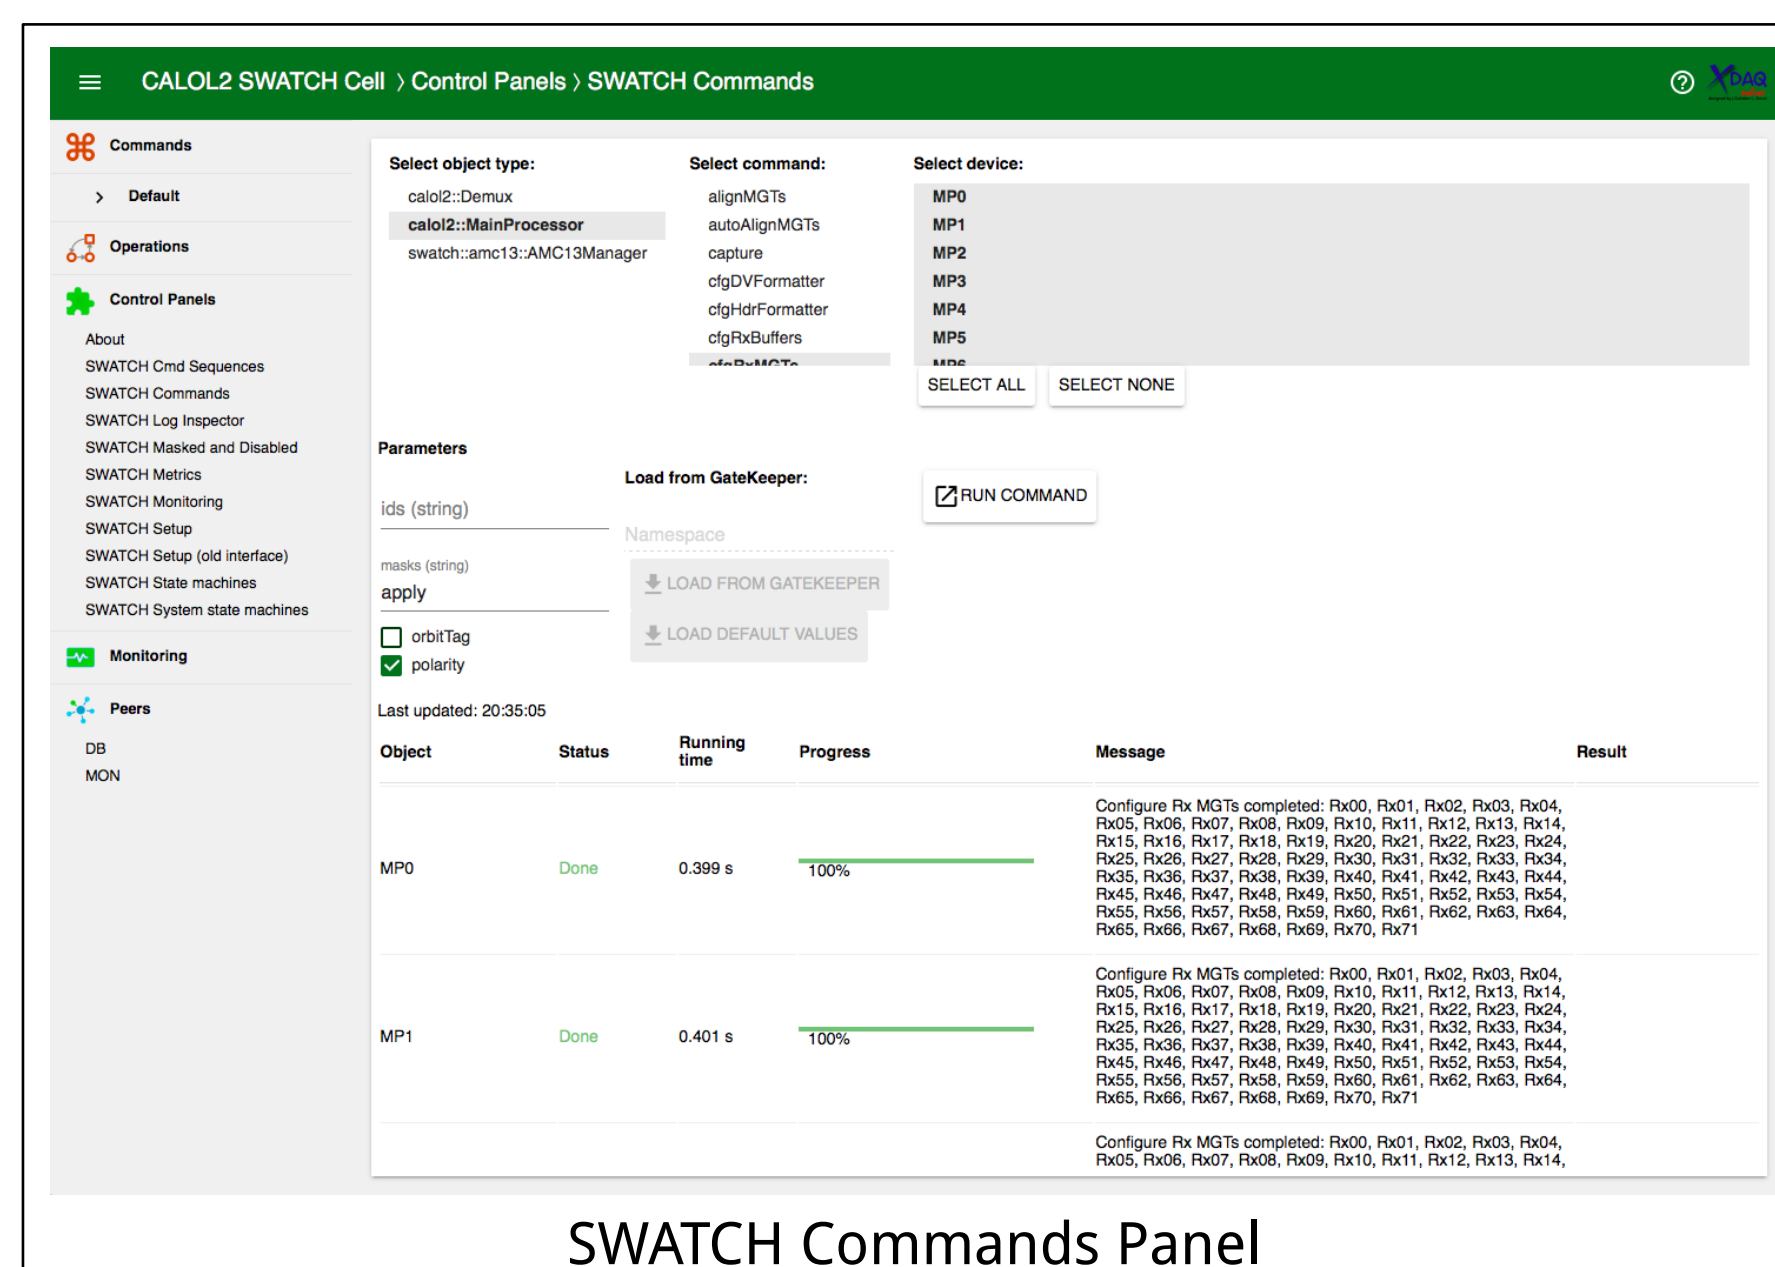 CALOL2 SWATCH Cell 〉Control Panels 〉SWATCH Commands
XDAQ
Commands
Default
Operations
Control Panels
About
SWATCH Cmd Sequences
SWATCH Commands
SWATCH Log Inspector
SWATCH Masked and Disabled
SWATCH Metrics
SWATCH Monitoring
SWATCH Setup
SWATCH Setup (old interface)
SWATCH State machines
SWATCH System state machines
Monitoring
Peers
DB
MON
Select object type:
calol2::Demux
calol2::MainProcessor
swatch::amc13::AMC13Manager
Select command:
alignMGTs
autoAlignMGTs
capture
cfgDVFormatter
cfgHdrFormatter
cfgRxBuffers
cfgRxMGTs
Select device:
MP0
MP1
MP2
MP3
MP4
MP5
MP6
SELECT ALL
SELECT NONE
Parameters
ids (string)
masks (string)
apply
orbitTag
polarity
Load from GateKeeper:
Namespace
LOAD FROM GATEKEEPER
LOAD DEFAULT VALUES
RUN COMMAND
Last updated: 20:35:05
Object Status Running time Progress Message Result
MP0 Done 0.399 s 100%
Configure Rx MGTs completed: Rx00, Rx01, Rx02, Rx03, Rx04,
Rx05, Rx06, Rx07, Rx08, Rx09, Rx10, Rx11, Rx12, Rx13, Rx14,
Rx15, Rx16, Rx17, Rx18, Rx19, Rx20, Rx21, Rx22, Rx23, Rx24,
Rx25, Rx26, Rx27, Rx28, Rx29, Rx30, Rx31, Rx32, Rx33, Rx34,
Rx35, Rx36, Rx37, Rx38, Rx39, Rx40, Rx41, Rx42, Rx43, Rx44,
Rx45, Rx46, Rx47, Rx48, Rx49, Rx50, Rx51, Rx52, Rx53, Rx54,
Rx55, Rx56, Rx57, Rx58, Rx59, Rx60, Rx61, Rx62, Rx63, Rx64,
Rx65, Rx66, Rx67, Rx68, Rx69, Rx70, Rx71
MP1 Done 0.401 s 100%
Configure Rx MGTs completed: Rx00, Rx01, Rx02, Rx03, Rx04,
Rx05, Rx06, Rx07, Rx08, Rx09, Rx10, Rx11, Rx12, Rx13, Rx14,
Rx15, Rx16, Rx17, Rx18, Rx19, Rx20, Rx21, Rx22, Rx23, Rx24,
Rx25, Rx26, Rx27, Rx28, Rx29, Rx30, Rx31, Rx32, Rx33, Rx34,
Rx35, Rx36, Rx37, Rx38, Rx39, Rx40, Rx41, Rx42, Rx43, Rx44,
Rx45, Rx46, Rx47, Rx48, Rx49, Rx50, Rx51, Rx52, Rx53, Rx54,
Rx55, Rx56, Rx57, Rx58, Rx59, Rx60, Rx61, Rx62, Rx63, Rx64,
Rx65, Rx66, Rx67, Rx68, Rx69, Rx70, Rx71
Configure Rx MGTs completed: Rx00, Rx01, Rx02, Rx03, Rx04,
Rx05, Rx06, Rx07, Rx08, Rx09, Rx10, Rx11, Rx12, Rx13, Rx14,
SWATCH Commands Panel